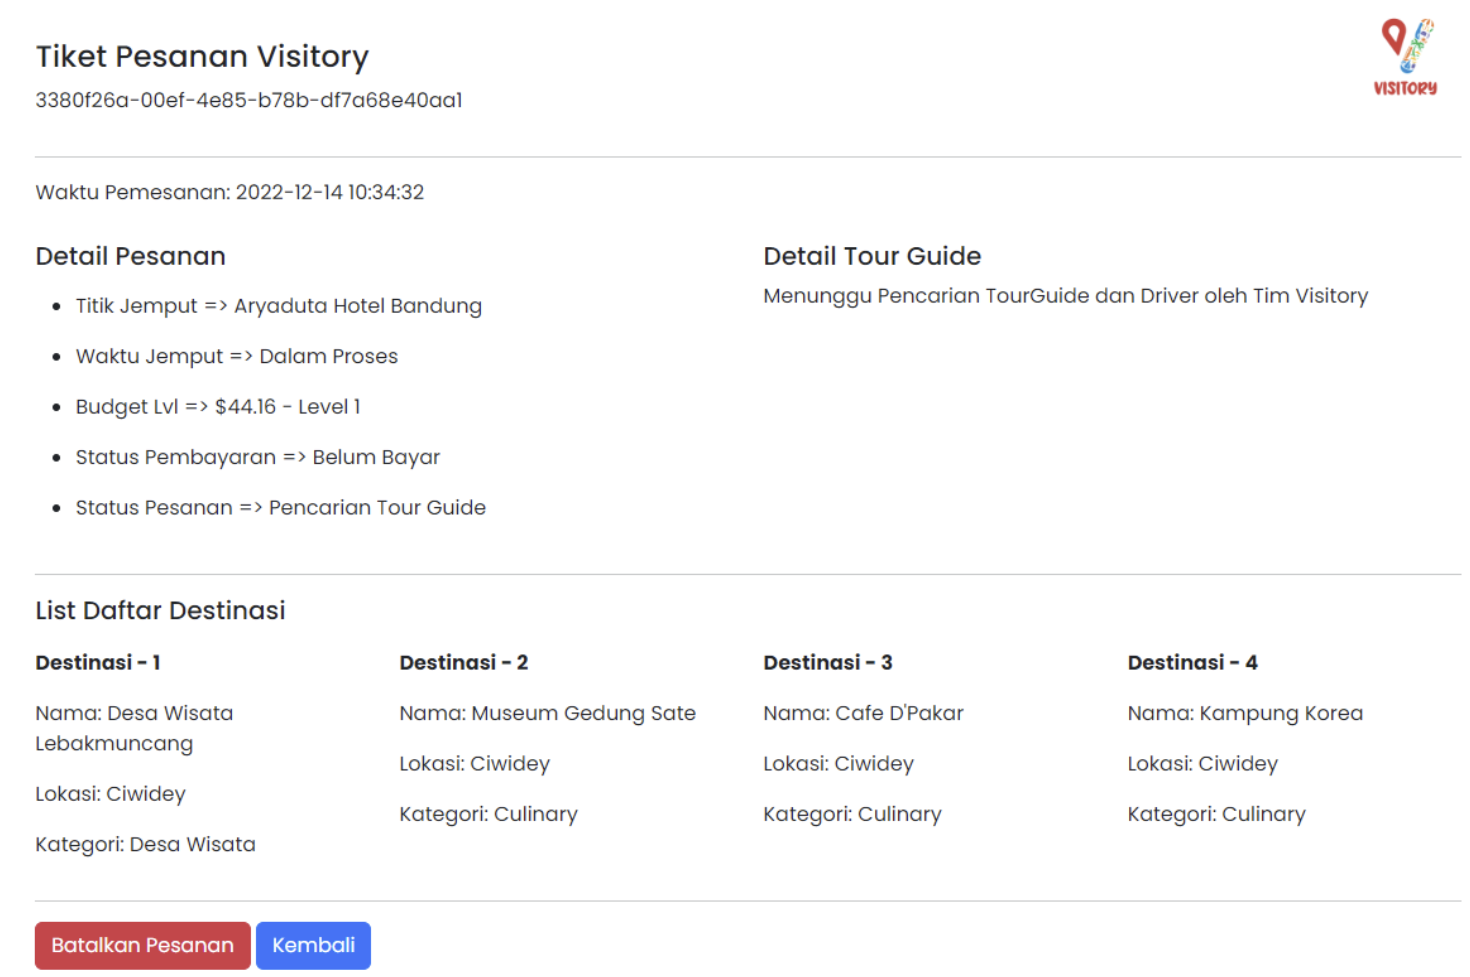 Tiket Pesanan Visitory
VISITORY
3380f26a-00ef-4e85-b78b-df7a68e40aa1
Waktu Pemesanan: 2022-12-14 10:34:32
Detail Pesanan
• Titik Jemput => Aryaduta Hotel Bandung
• Waktu Jemput => Dalam Proses
• Budget Lvl => $44.16 - Level 1
• Status Pembayaran => Belum Bayar
• Status Pesanan => Pencarian Tour Guide
Detail Tour Guide
Menunggu Pencarian TourGuide dan Driver oleh Tim Visitory
List Daftar Destinasi
Destinasi - 1
Nama: Desa Wisata
Lebakmuncang
Lokasi: Ciwidey
Kategori: Desa Wisata
Destinasi - 2
Nama: Museum Gedung Sate
Lokasi: Ciwidey
Kategori: Culinary
Destinasi - 3
Nama: Cafe D'Pakar
Lokasi: Ciwidey
Kategori: Culinary
Destinasi - 4
Nama: Kampung Korea
Lokasi: Ciwidey
Kategori: Culinary
Batalkan Pesanan
Kembali